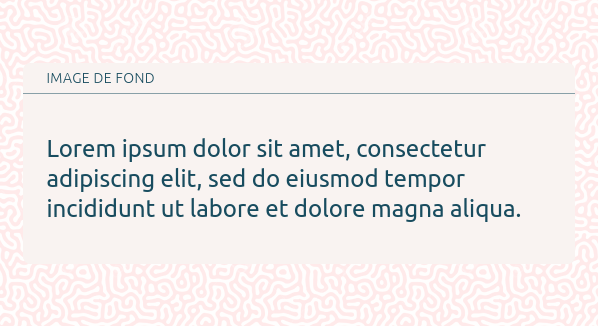 IMAGE DE FOND
Lorem ipsum dolor sit amet, consectetur
adipiscing elit, sed do eiusmod tempor
incididunt ut labore et dolore magna aliqua.